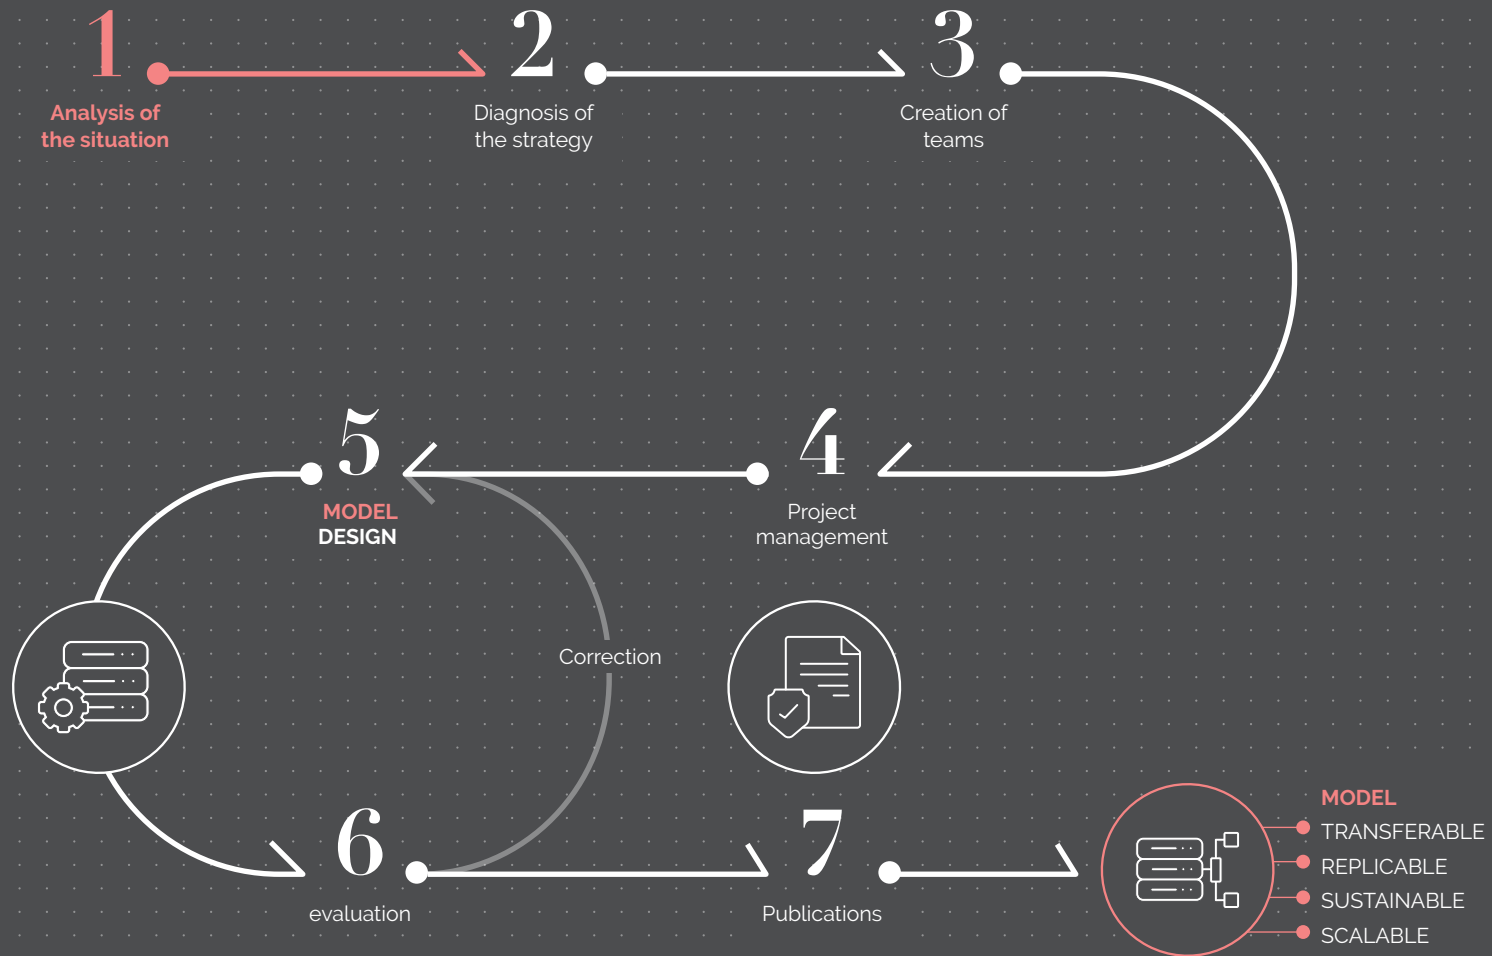 1
Analysis of
the situation
2
Diagnosis of
the strategy
3
Creation of
teams
4
Project
management
5
MODEL
DESIGN
Correction
6
evaluation
7
Publications
MODEL
TRANSFERABLE
REPLICABLE
SUSTAINABLE
SCALABLE